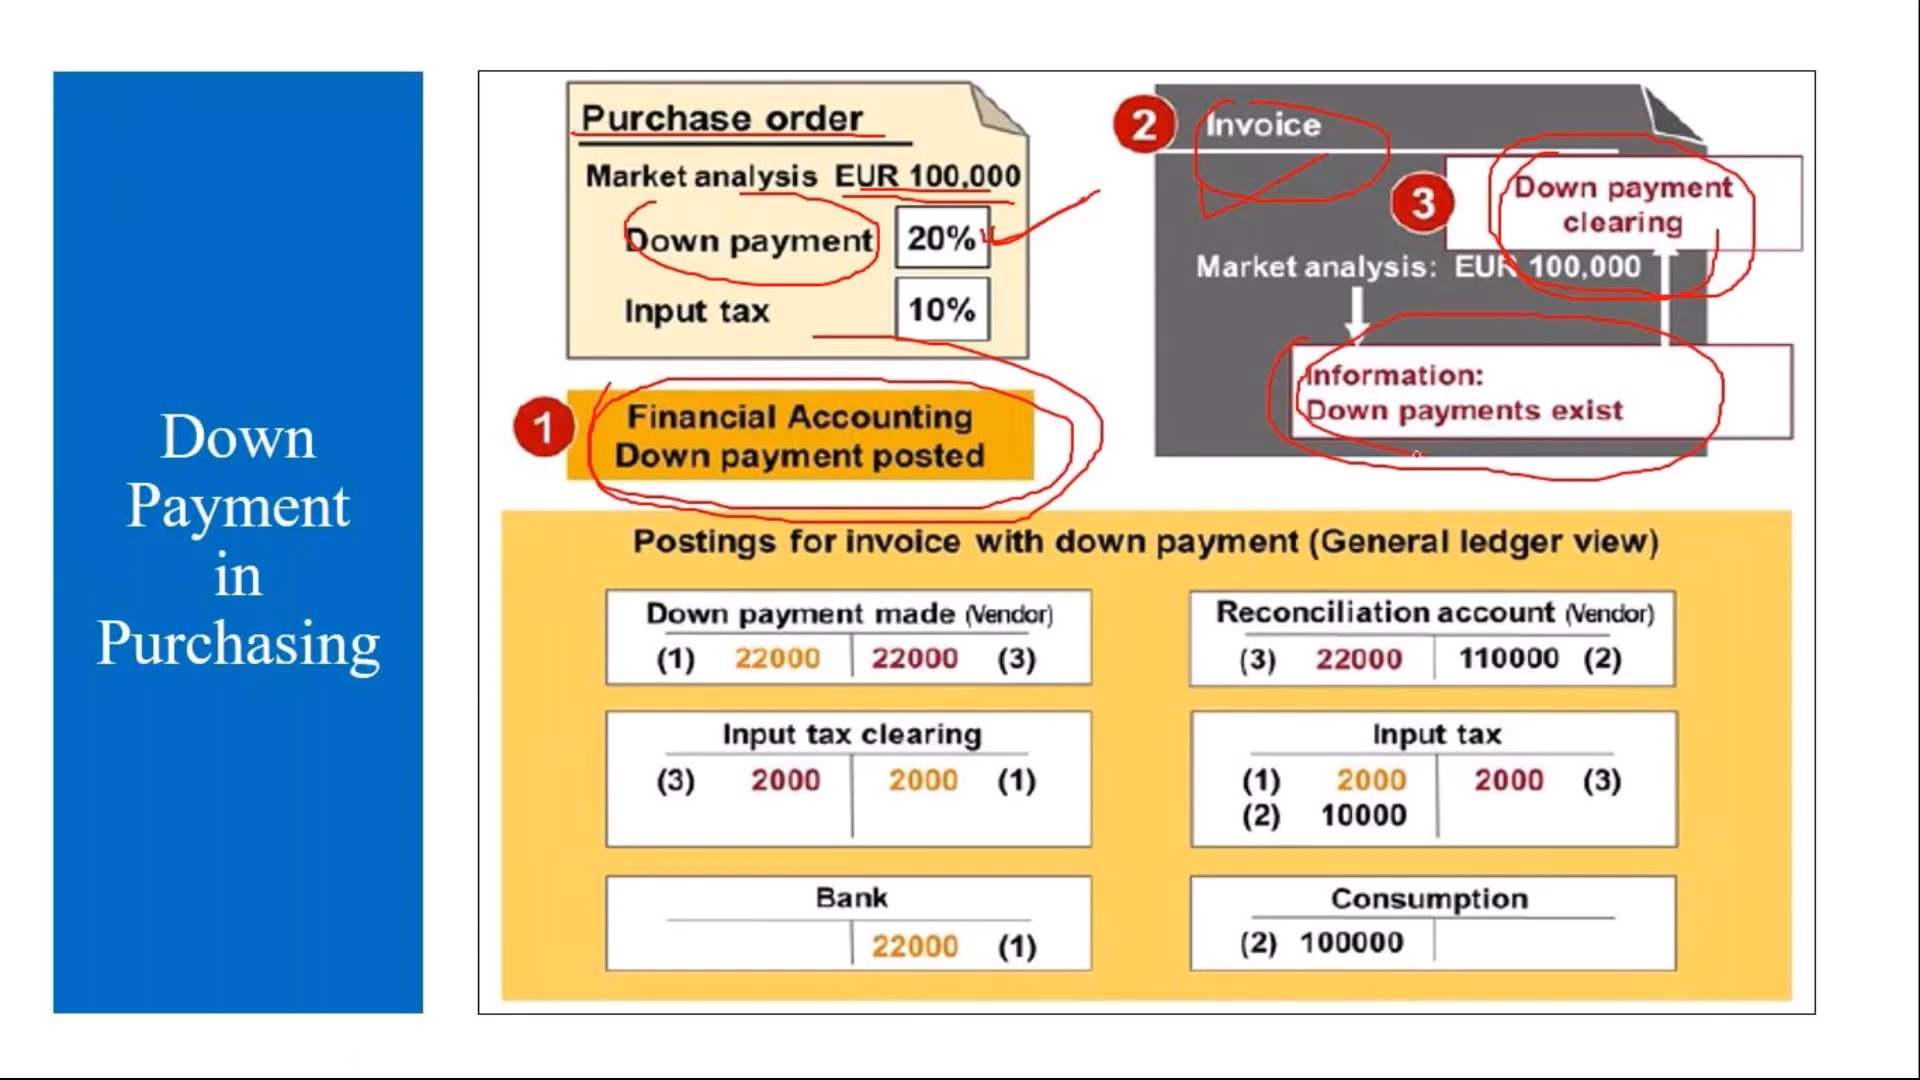 Down
Payment
in
Purchasing
Purchase order
Market analysis EUR 100,000
Down payment 20%
Input tax 10%
1
Financial Accounting
Down payment posted
2 Invoice
3
Down payment
clearing
Market analysis: EUR 100,000
Information:
Down payments exist
Postings for invoice with down payment (General ledger view)
Down payment made (Vendor)
(1) 22000 22000 (3)
Reconciliation account (Vendor)
(3) 22000 110000 (2)
Input tax clearing
(3) 2000 2000 (1)
Input tax
(1) 2000 2000 (3)
(2) 10000
Bank
22000 (1)
Consumption
(2) 100000